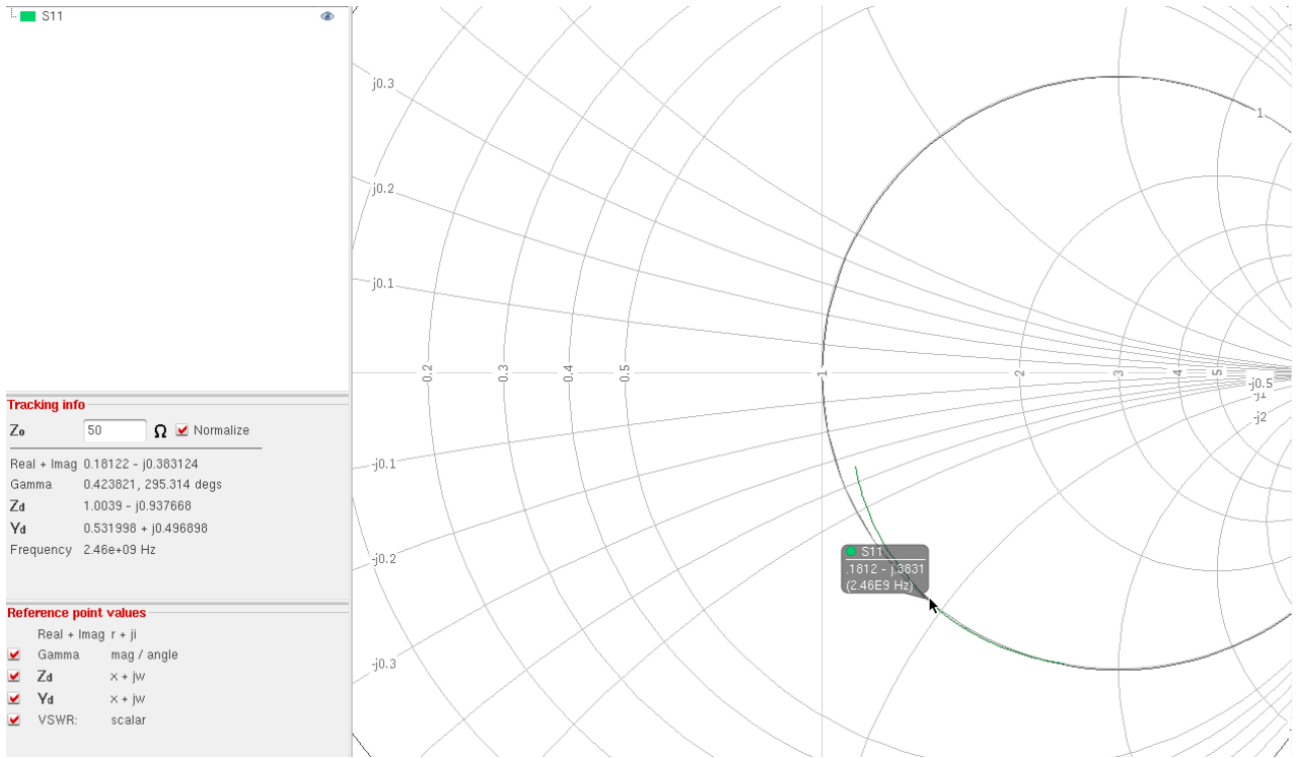 S11
Tracking info
Zo 50 Ω Normalize
Real + Imag 0.18122 - j0.383124
Gamma 0.423821, 295.314 degs
Zd 1.0039 - j0.937668
Yd 0.531998 + j0.496898
Frequency 2.46e+09 Hz
Reference point values
Real + Imag r + ji
Gamma mag / angle
Zd x + jw
Yd x + jw
VSWR: scalar
j0.3
1
j0.2
j0.1
0.2 0.3 0.4 0.5 1 2 3 4 5
-j0.5
-j1
-j2
-j0.1
-j0.2
-j0.3
S11
.1812 - j.3831
(2.46E9 Hz)